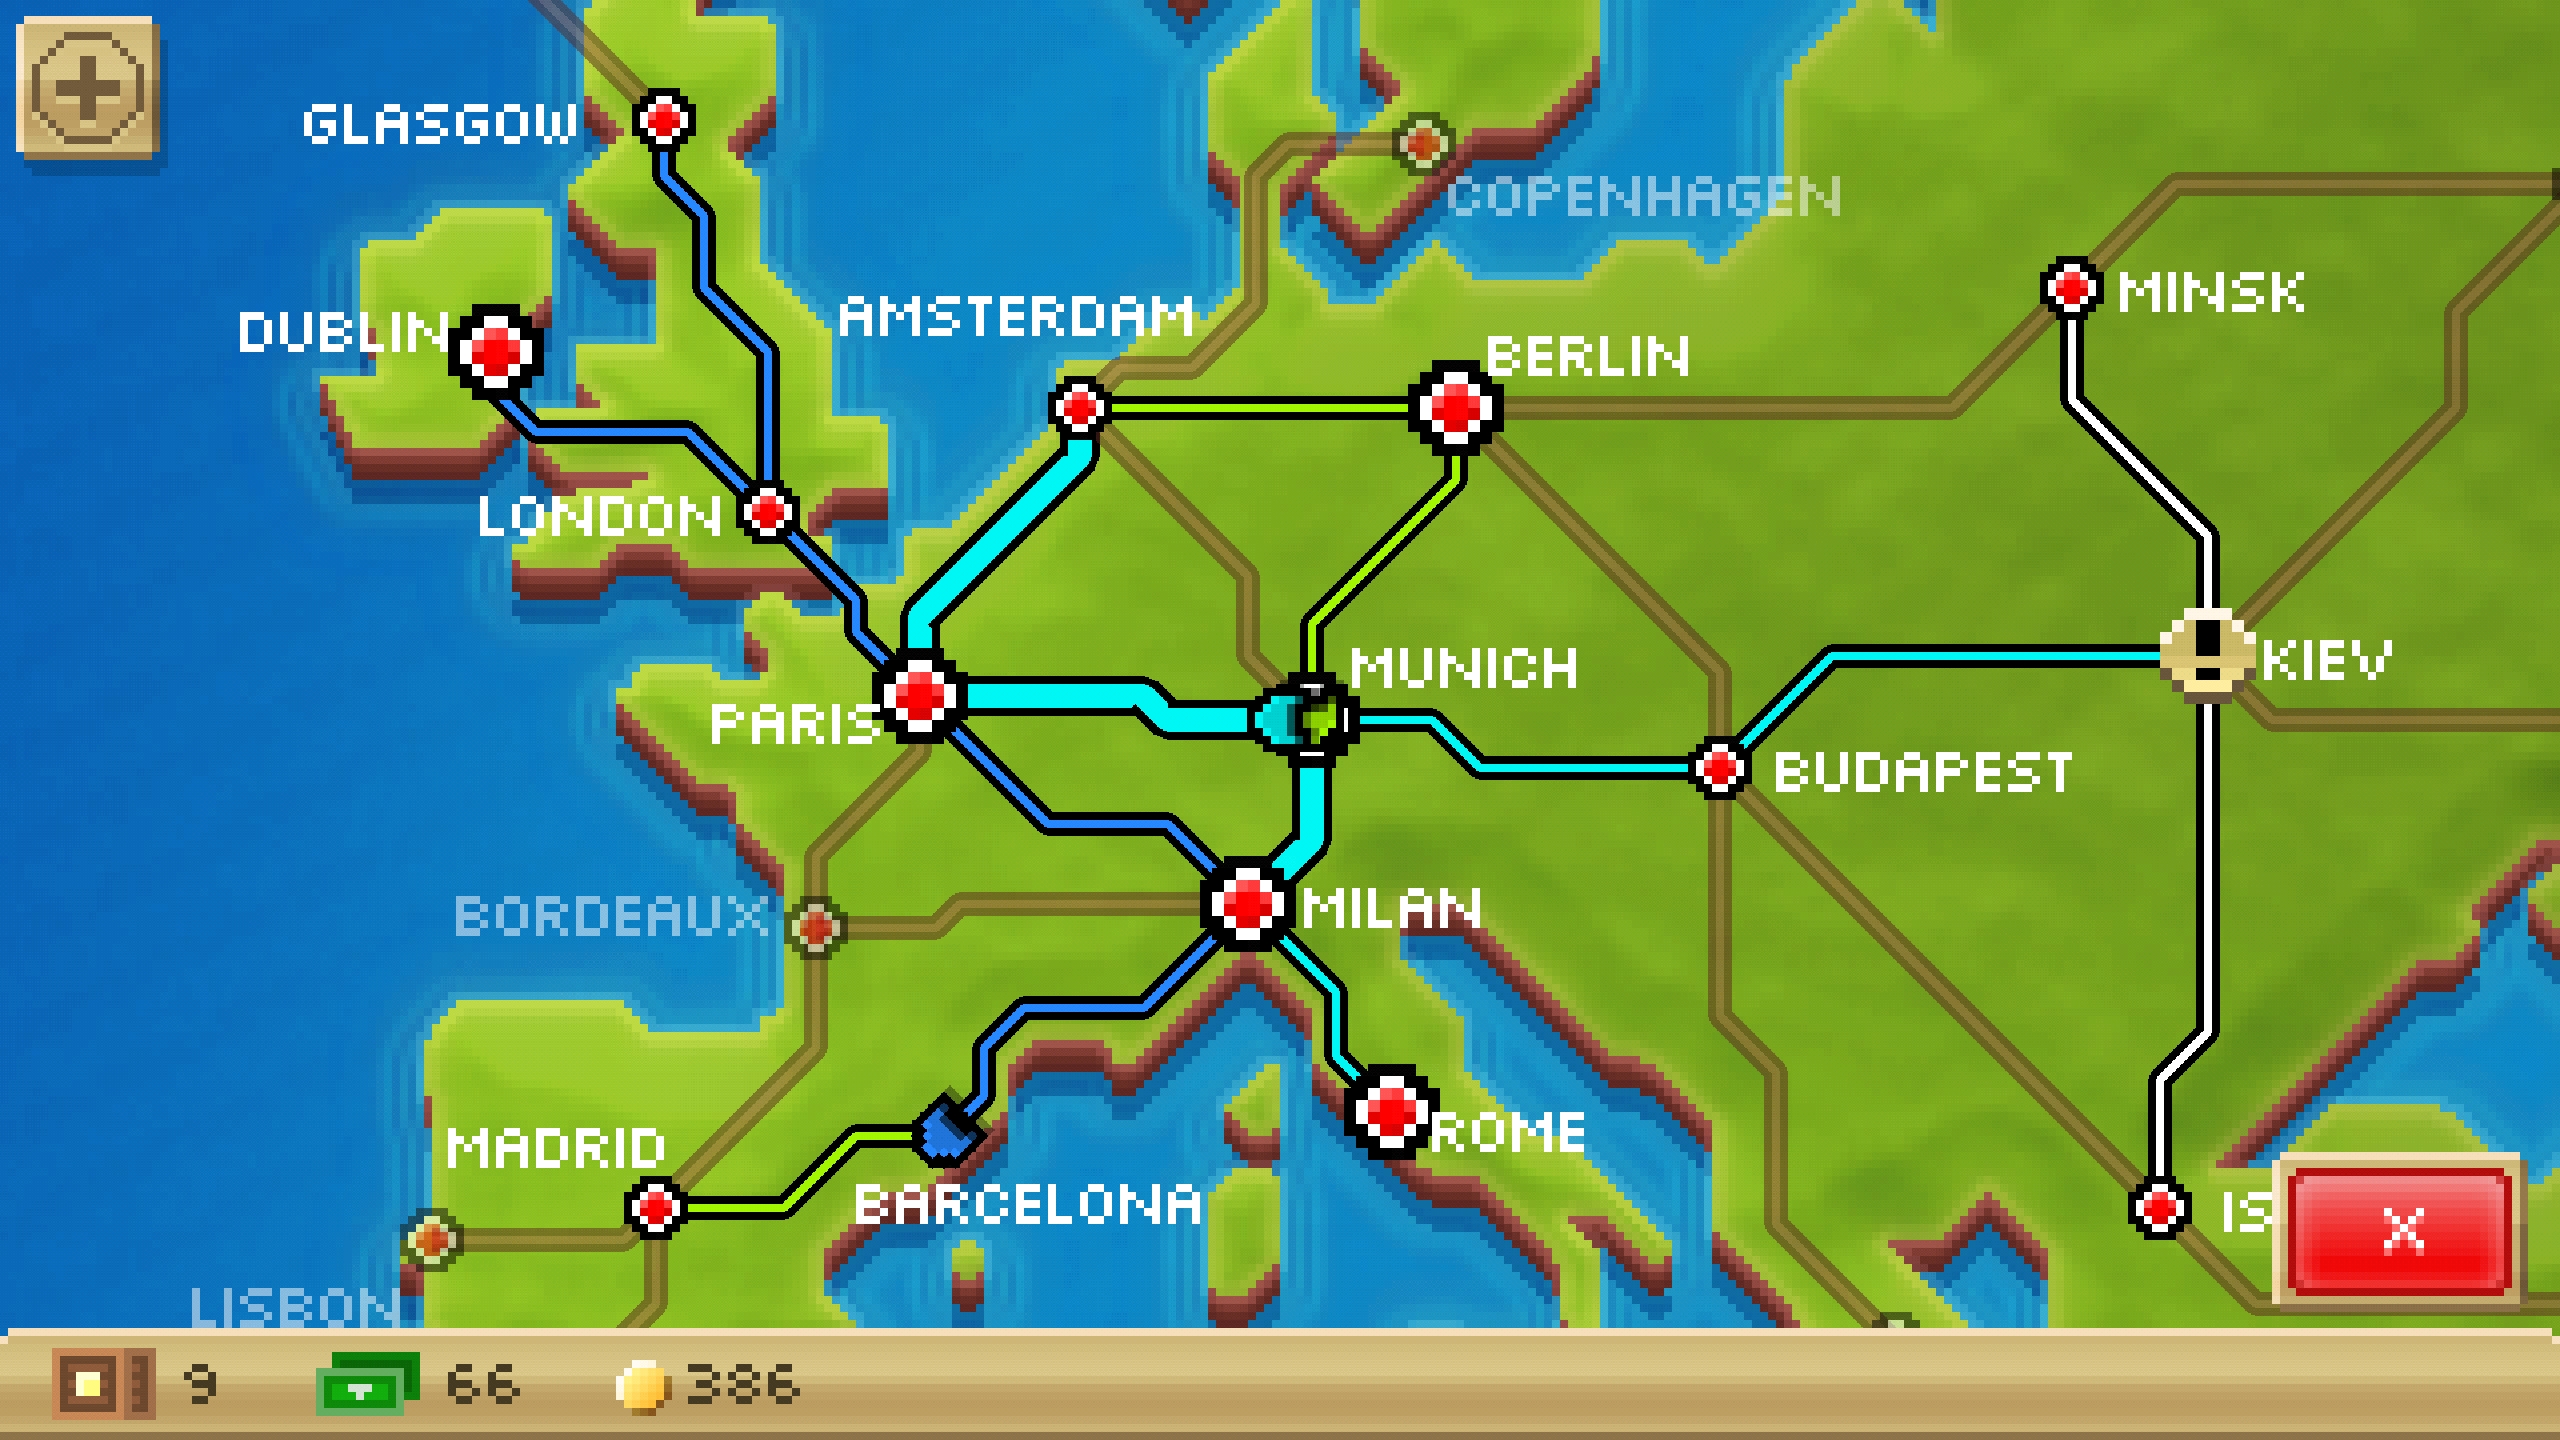 GLASGOW
COPENHAGEN
MINSK
AMSTERDAM
DUBLIN
BERLIN
LONDON
MUNICH
KIEV
PARIS
BUDAPEST
BORDEAUX
MILAN
ROME
MADRID
BARCELONA
IS
X
LISBON
9 66 386